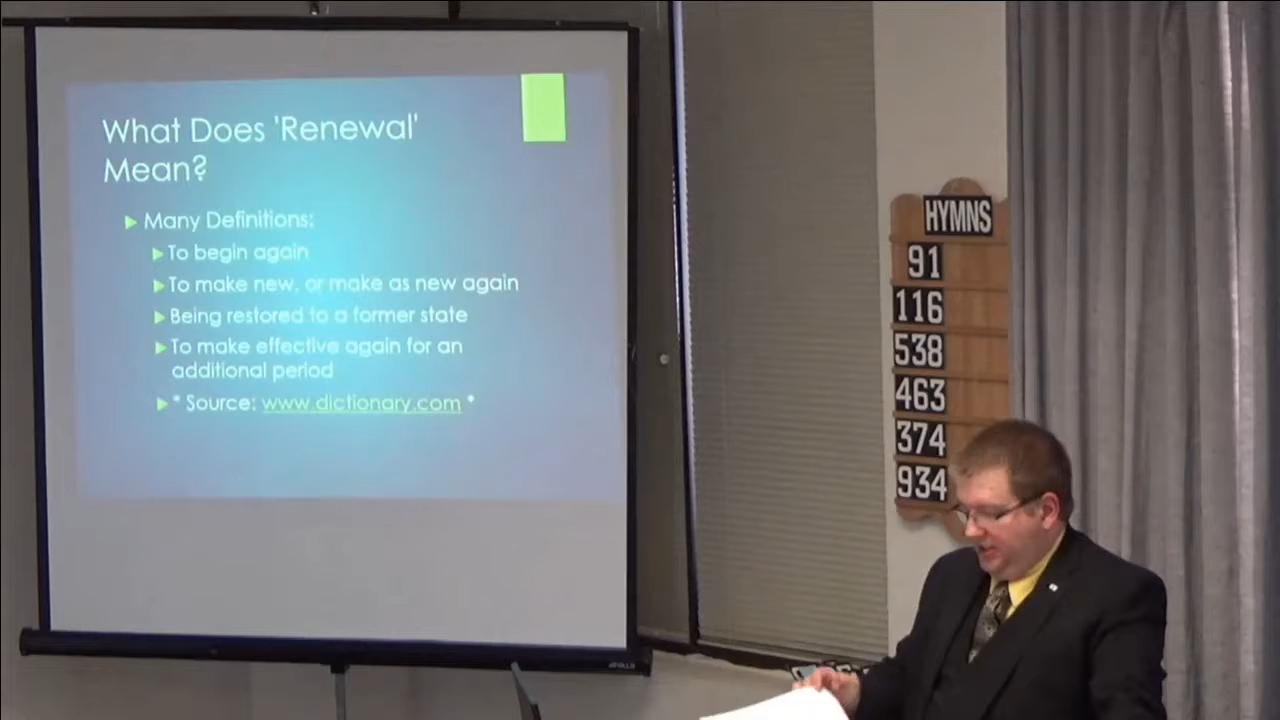 What Does 'Renewal'
Mean?
Many Definitions:
To begin again
To make new, or make as new again
Being restored to a former state
To make effective again for an
additional period
* Source: www.dictionary.com *
APOLLO
HYMNS
91
116
538
463
374
934